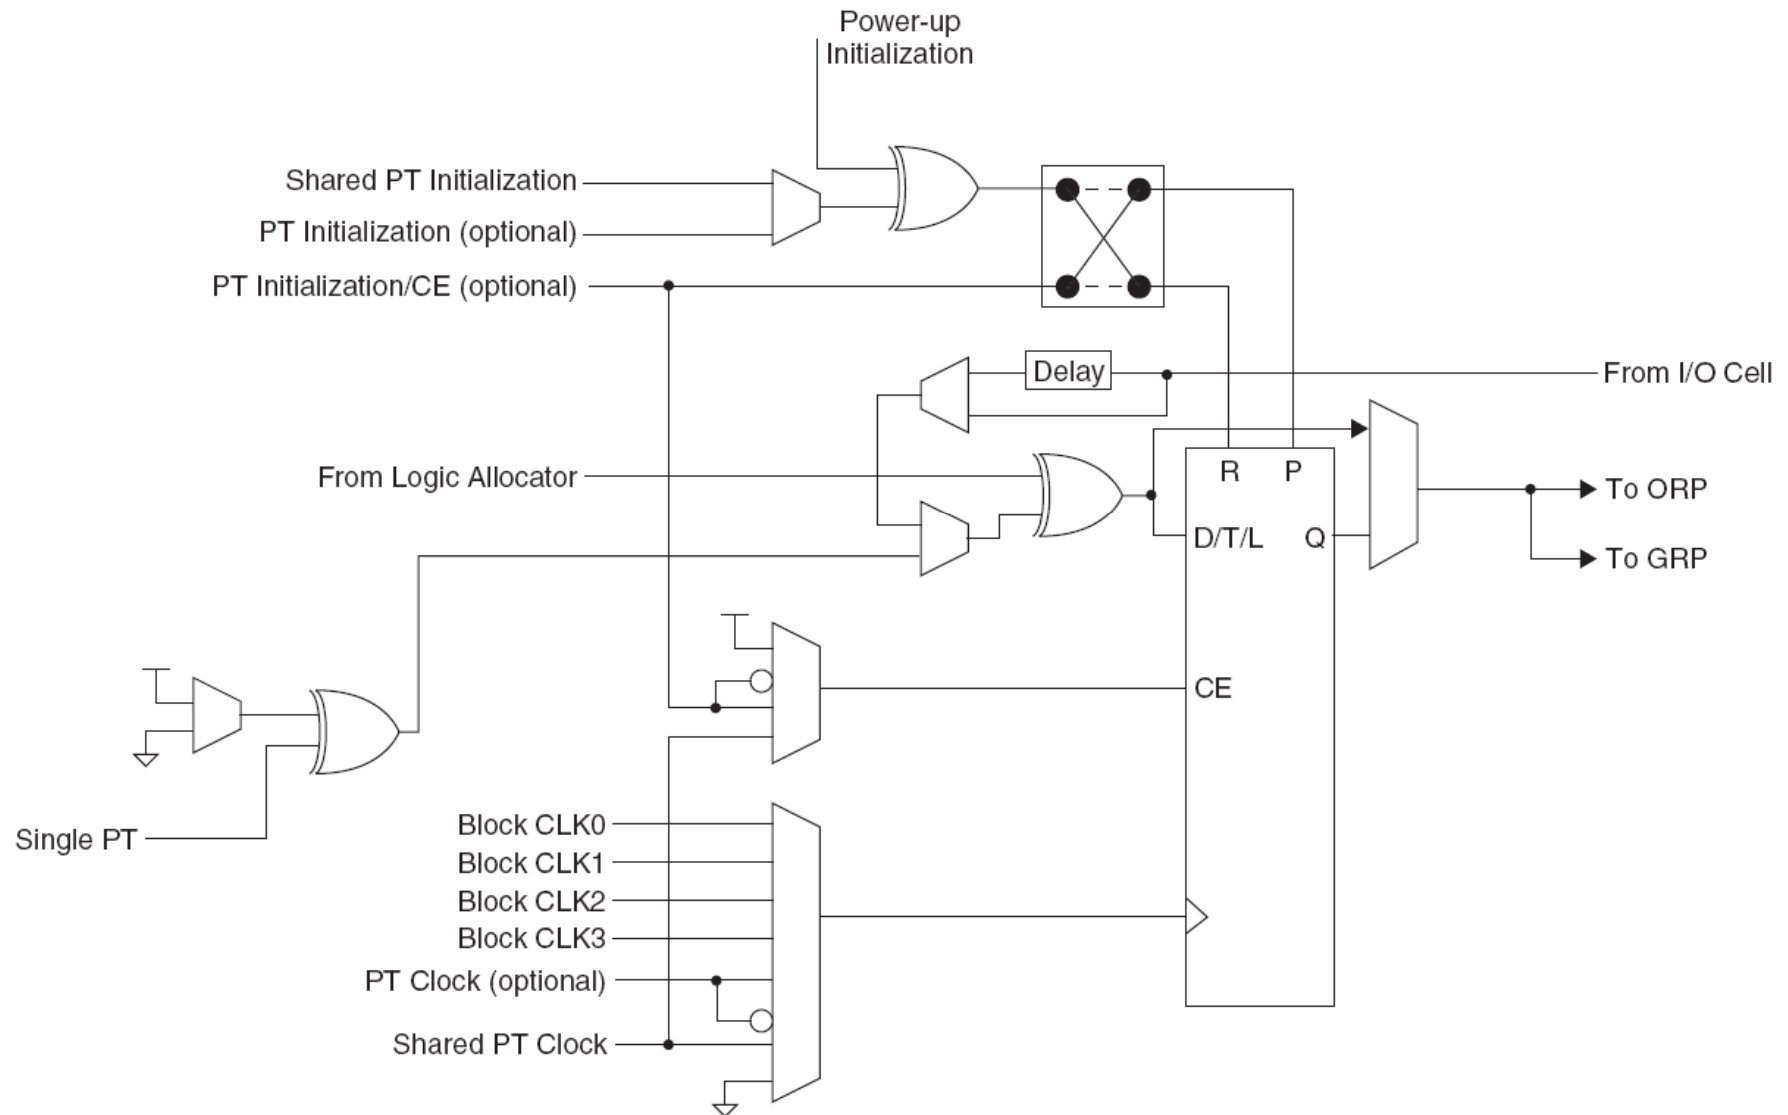 Power-up
Initialization
Shared PT Initialization
PT Initialization (optional)
PT Initialization/CE (optional)
Delay
From I/O Cell
From Logic Allocator
R
P
To ORP
D/T/L
Q
To GRP
CE
Single PT
Block CLK0
Block CLK1
Block CLK2
Block CLK3
PT Clock (optional)
Shared PT Clock